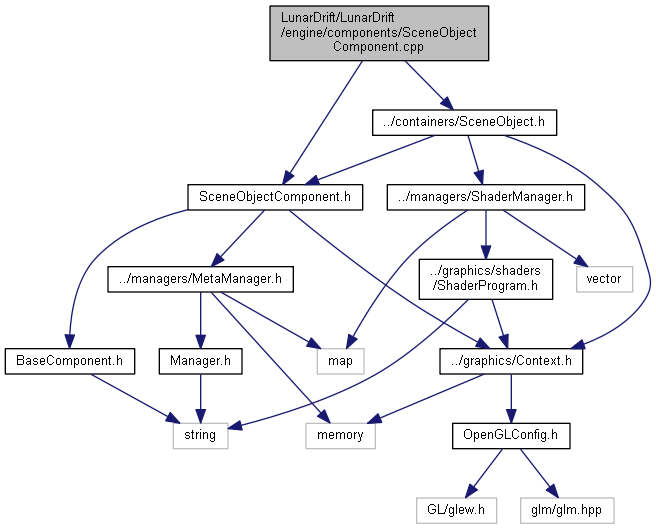 LunarDrift/LunarDrift
/engine/components/SceneObject
Component.cpp
../containers/SceneObject.h
SceneObjectComponent.h
../managers/ShaderManager.h
../managers/MetaManager.h
../graphics/shaders
/ShaderProgram.h
vector
BaseComponent.h
Manager.h
map
../graphics/Context.h
string
memory
OpenGLConfig.h
GL/glew.h
glm/glm.hpp